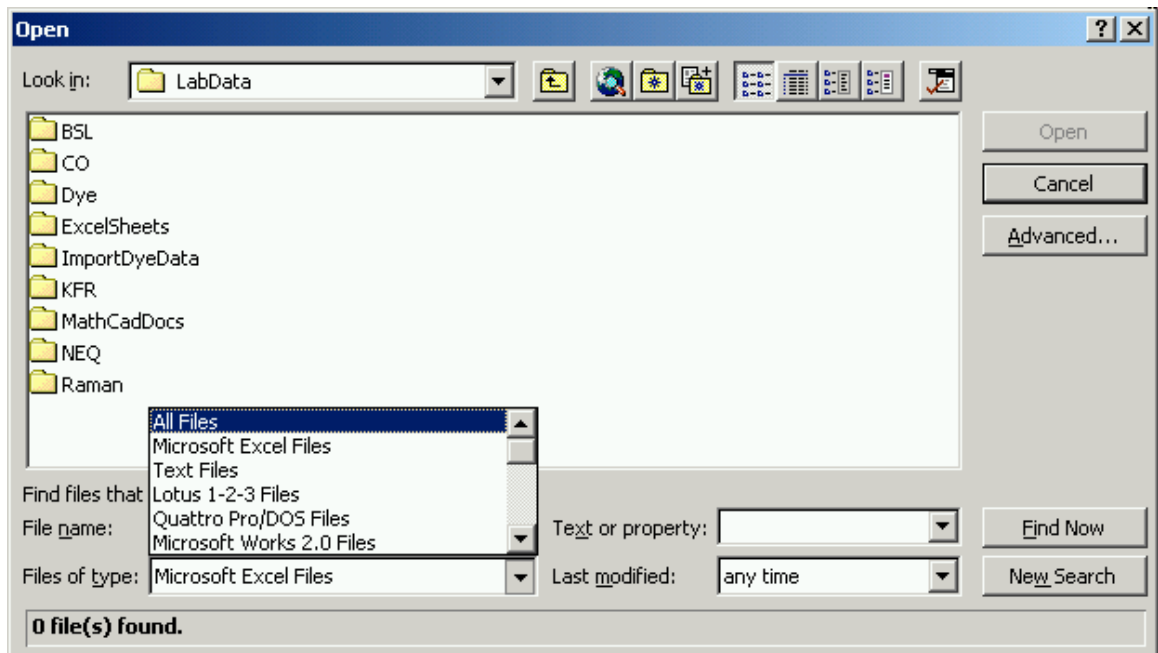 Open
Look in: LabData
BSL
CO
Dye
ExcelSheets
ImportDyeData
KFR
MathCadDocs
NEQ
Raman
Open
Cancel
Advanced...
All Files
Microsoft Excel Files
Text Files
Lotus 1-2-3 Files
Quattro Pro/DOS Files
Microsoft Works 2.0 Files
Find files that
File name:
Text or property:
Find Now
Files of type: Microsoft Excel Files
Last modified: any time
New Search
0 file(s) found.